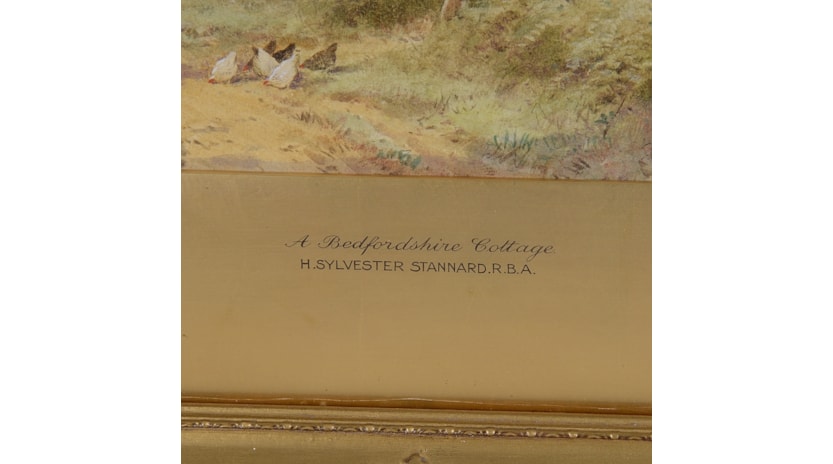 A Bedfordshire Cottage.
H.SYLVESTER STANNARD.R.B.A.